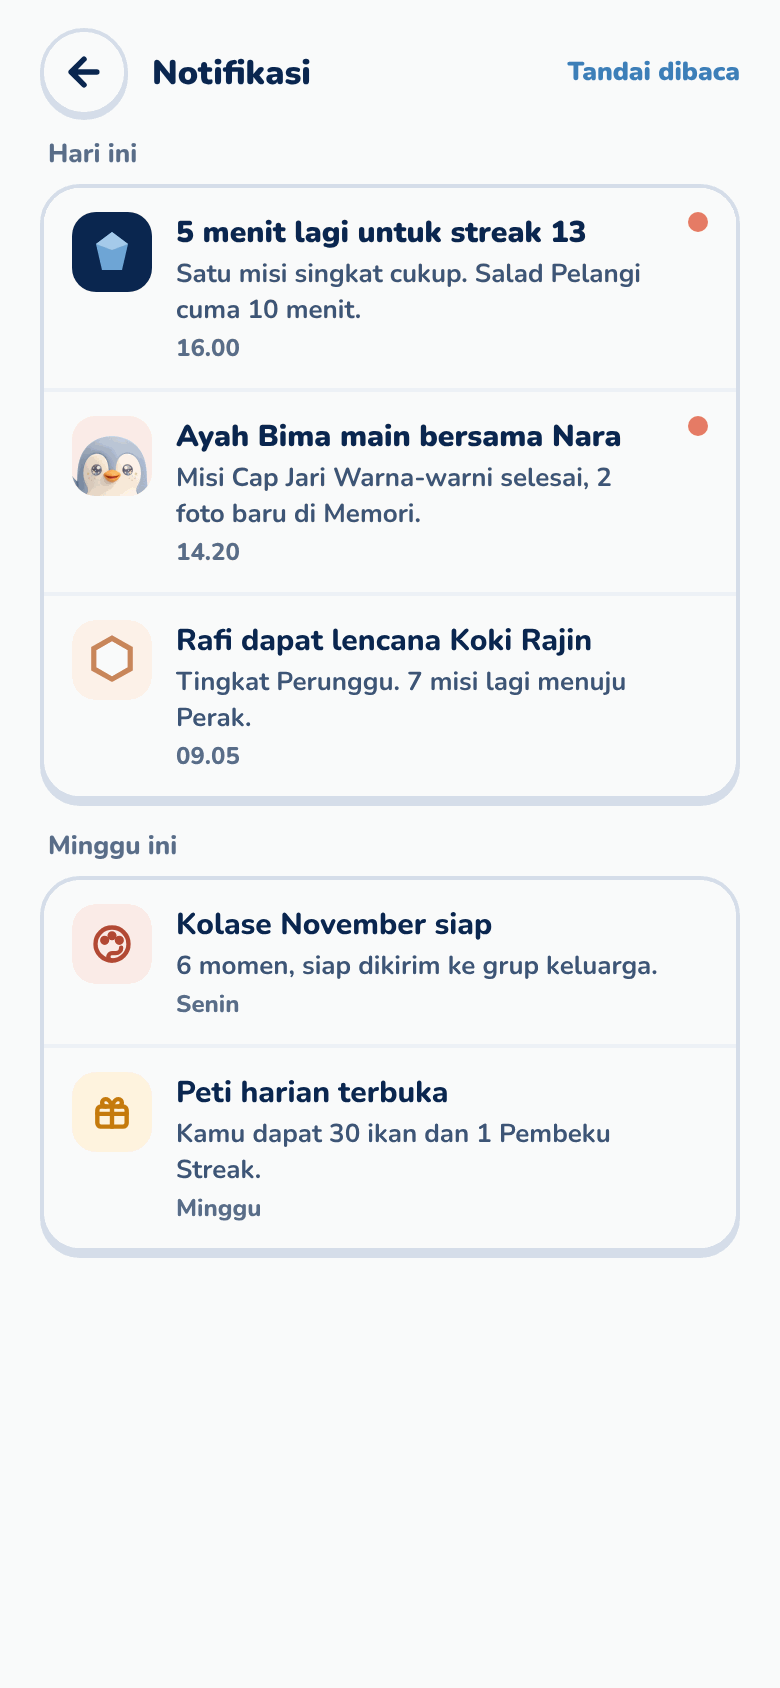 Notifikasi
Tandai dibaca
Hari ini
5 menit lagi untuk streak 13
Satu misi singkat cukup. Salad Pelangi
cuma 10 menit.
16.00
Ayah Bima main bersama Nara
Misi Cap Jari Warna-warni selesai, 2
foto baru di Memori.
14.20
Rafi dapat lencana Koki Rajin
Tingkat Perunggu. 7 misi lagi menuju
Perak.
09.05
Minggu ini
Kolase November siap
6 momen, siap dikirim ke grup keluarga.
Senin
Peti harian terbuka
Kamu dapat 30 ikan dan 1 Pembeku
Streak.
Minggu